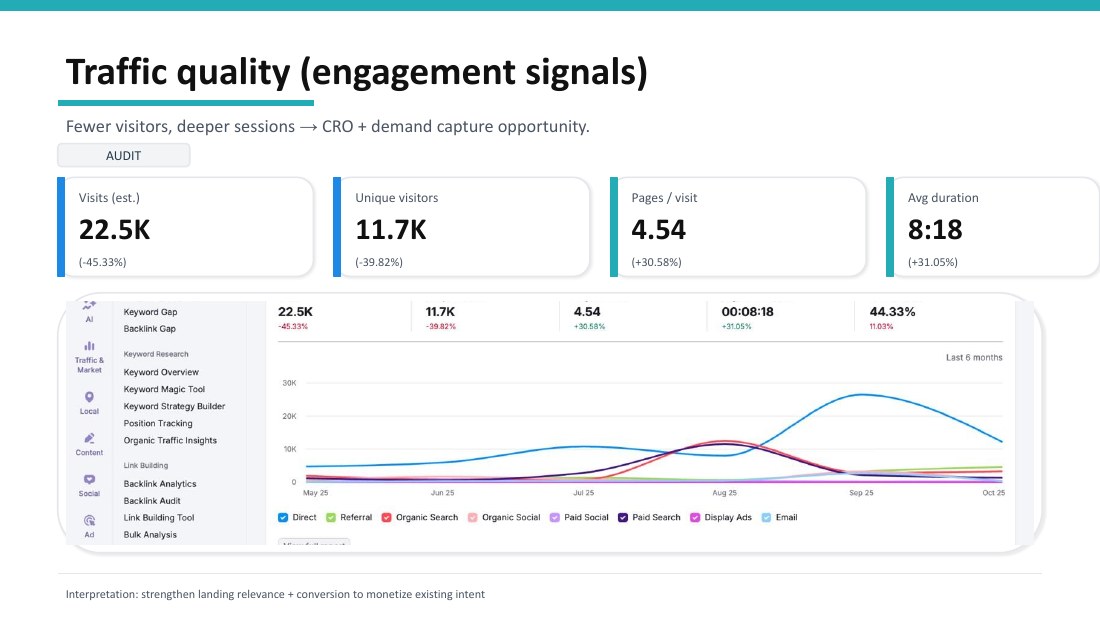 Traffic quality (engagement signals)
Fewer visitors, deeper sessions → CRO + demand capture opportunity.
AUDIT
Visits (est.)
22.5K
(-45.33%)
Unique visitors
11.7K
(-39.82%)
Pages / visit
4.54
(+30.58%)
Avg duration
8:18
(+31.05%)
AI
Traffic &
Market
Local
Content
Social
Ad
Keyword Gap
Backlink Gap
Keyword Research
Keyword Overview
Keyword Magic Tool
Keyword Strategy Builder
Position Tracking
Organic Traffic Insights
Link Building
Backlink Analytics
Backlink Audit
Link Building Tool
Bulk Analysis
22.5K 11.7K 4.54 00:08:18 44.33%
-45.33% -39.82% +30.58% +31.05% 11.03%
Last 6 months
30K
20K
10K
0
May 25 Jun 25 Jul 25 Aug 25 Sep 25 Oct 25
Direct Referral Organic Search Organic Social Paid Social Paid Search Display Ads Email
Interpretation: strengthen landing relevance + conversion to monetize existing intent